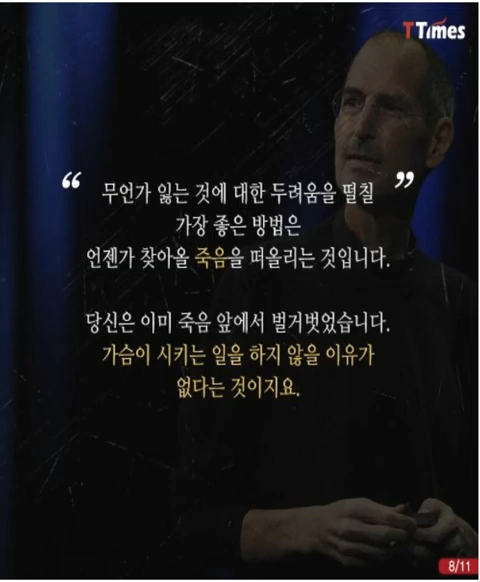 TTimes
“ 무언가 잃는 것에 대한 두려움을 떨칠 ”
가장 좋은 방법은
언젠가 찾아올 죽음을 떠올리는 것입니다.
당신은 이미 죽음 앞에서 벌거벗었습니다.
가슴이 시키는 일을 하지 않을 이유가
없다는 것이지요.
8/11